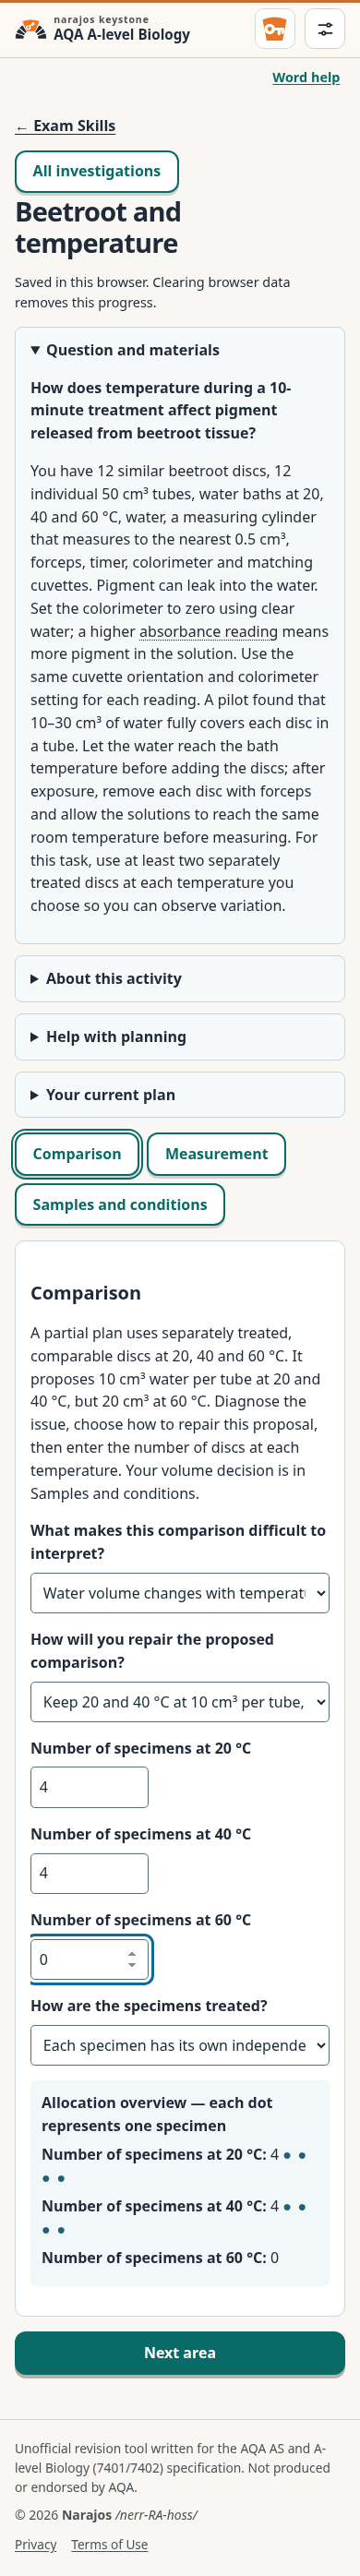 narajos keystone
AQA A-level Biology
Word help
← Exam Skills
All investigations
Beetroot and
temperature
Saved in this browser. Clearing browser data
removes this progress.
▼ Question and materials
How does temperature during a 10-
minute treatment affect pigment
released from beetroot tissue?
You have 12 similar beetroot discs, 12
individual 50 cm³ tubes, water baths at 20,
40 and 60 °C, water, a measuring cylinder
that measures to the nearest 0.5 cm³,
forceps, timer, colorimeter and matching
cuvettes. Pigment can leak into the water.
Set the colorimeter to zero using clear
water; a higher absorbance reading means
more pigment in the solution. Use the
same cuvette orientation and colorimeter
setting for each reading. A pilot found that
10–30 cm³ of water fully covers each disc in
a tube. Let the water reach the bath
temperature before adding the discs; after
exposure, remove each disc with forceps
and allow the solutions to reach the same
room temperature before measuring. For
this task, use at least two separately
treated discs at each temperature you
choose so you can observe variation.
▶ About this activity
▶ Help with planning
▶ Your current plan
Comparison
Measurement
Samples and conditions
Comparison
A partial plan uses separately treated,
comparable discs at 20, 40 and 60 °C. It
proposes 10 cm³ water per tube at 20 and
40 °C, but 20 cm³ at 60 °C. Diagnose the
issue, choose how to repair this proposal,
then enter the number of discs at each
temperature. Your volume decision is in
Samples and conditions.
What makes this comparison difficult to
interpret?
Water volume changes with temperatu
How will you repair the proposed
comparison?
Keep 20 and 40 °C at 10 cm³ per tube,
Number of specimens at 20 °C
4
Number of specimens at 40 °C
4
Number of specimens at 60 °C
0
How are the specimens treated?
Each specimen has its own independe
Allocation overview — each dot
represents one specimen
Number of specimens at 20 °C: 4 ● ●
● ●
Number of specimens at 40 °C: 4 ● ●
● ●
Number of specimens at 60 °C: 0
Next area
Unofficial revision tool written for the AQA AS and A-
level Biology (7401/7402) specification. Not produced
or endorsed by AQA.
© 2026 Narajos /nerr-RA-hoss/
Privacy Terms of Use